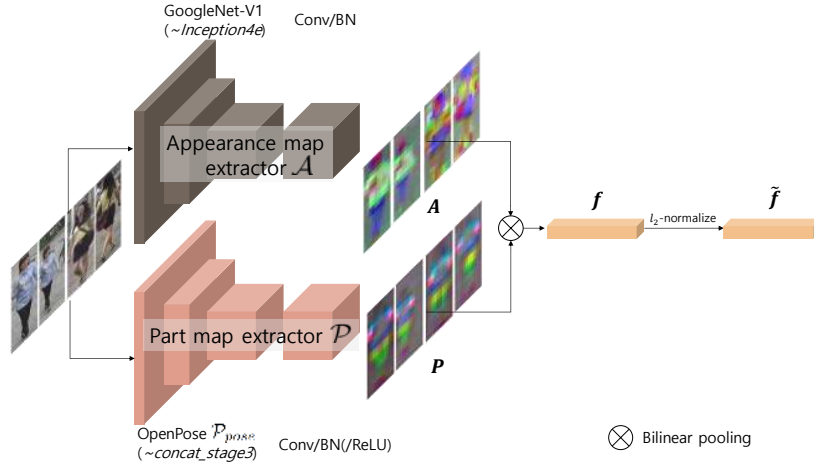 GoogleNet-V1
(~Inception4e)
Conv/BN
Appearance map
extractor 𝒜
A
f
l₂-normalize
f̃
Part map extractor 𝒫
P
OpenPose 𝒫pose
(~concat_stage3)
Conv/BN(/ReLU)
Bilinear pooling